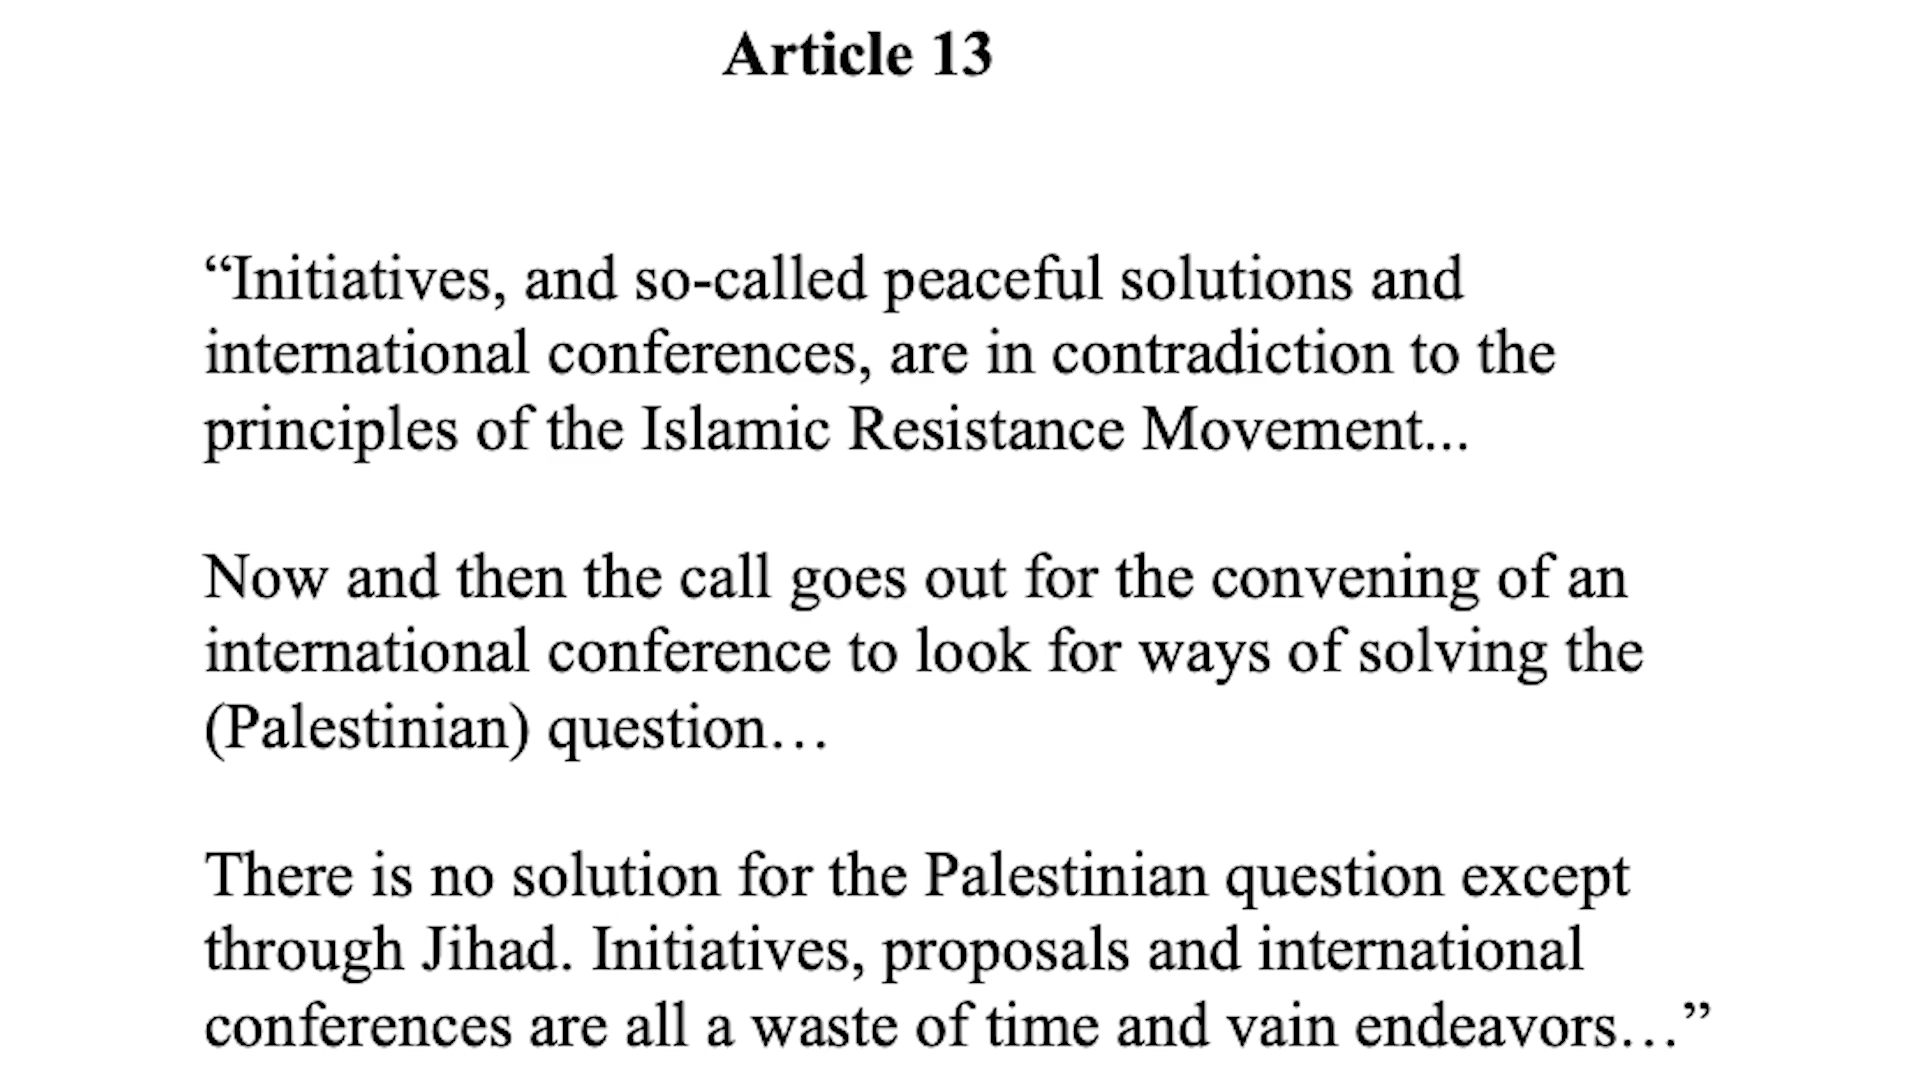 Article 13
“Initiatives, and so-called peaceful solutions and
international conferences, are in contradiction to the
principles of the Islamic Resistance Movement...
Now and then the call goes out for the convening of an
international conference to look for ways of solving the
(Palestinian) question…
There is no solution for the Palestinian question except
through Jihad. Initiatives, proposals and international
conferences are all a waste of time and vain endeavors…”